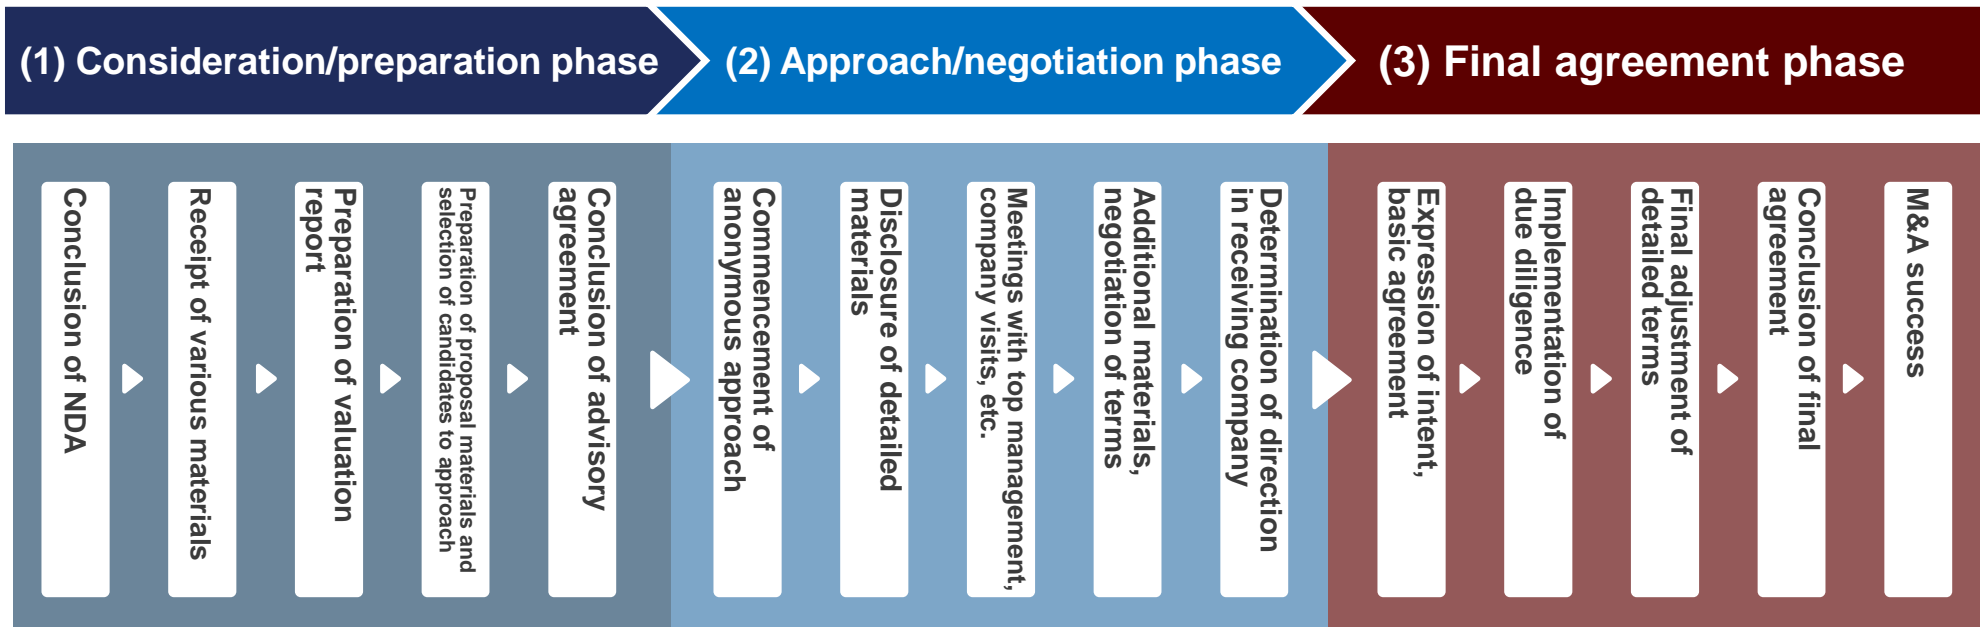 (1) Consideration/preparation phase
(2) Approach/negotiation phase
(3) Final agreement phase
Conclusion of NDA
Receipt of various materials
Preparation of valuation
report
Preparation of proposal materials and
selection of candidates to approach
Conclusion of advisory
agreement
Commencement of
anonymous approach
Disclosure of detailed
materials
Meetings with top management,
company visits, etc.
Additional materials,
negotiation of terms
Determination of direction
in receiving company
Expression of intent,
basic agreement
Implementation of
due diligence
Final adjustment of
detailed terms
Conclusion of final
agreement
M&A success